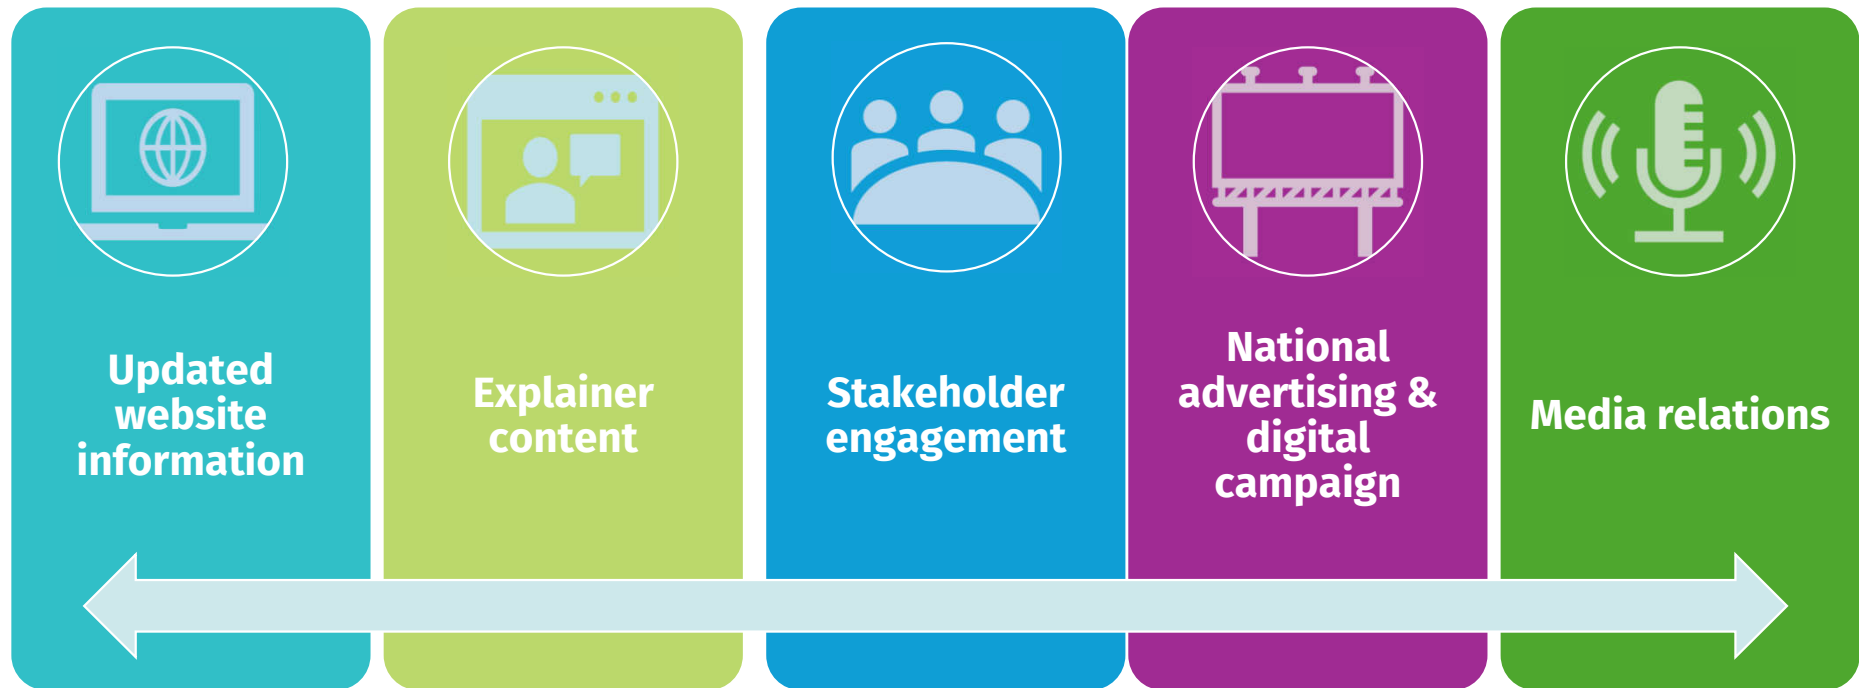 Updated
website
information
Explainer
content
Stakeholder
engagement
National
advertising &
digital
campaign
Media relations